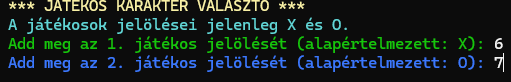 *** JÁTÉKOS KARAKTER VÁLASZTÓ ***
A játékosok jelölései jelenleg X és O.
Add meg az 1. játékos jelölését (alapértelmezett: X): 6
Add meg az 2. játékos jelölését (alapértelmezett: O): 7